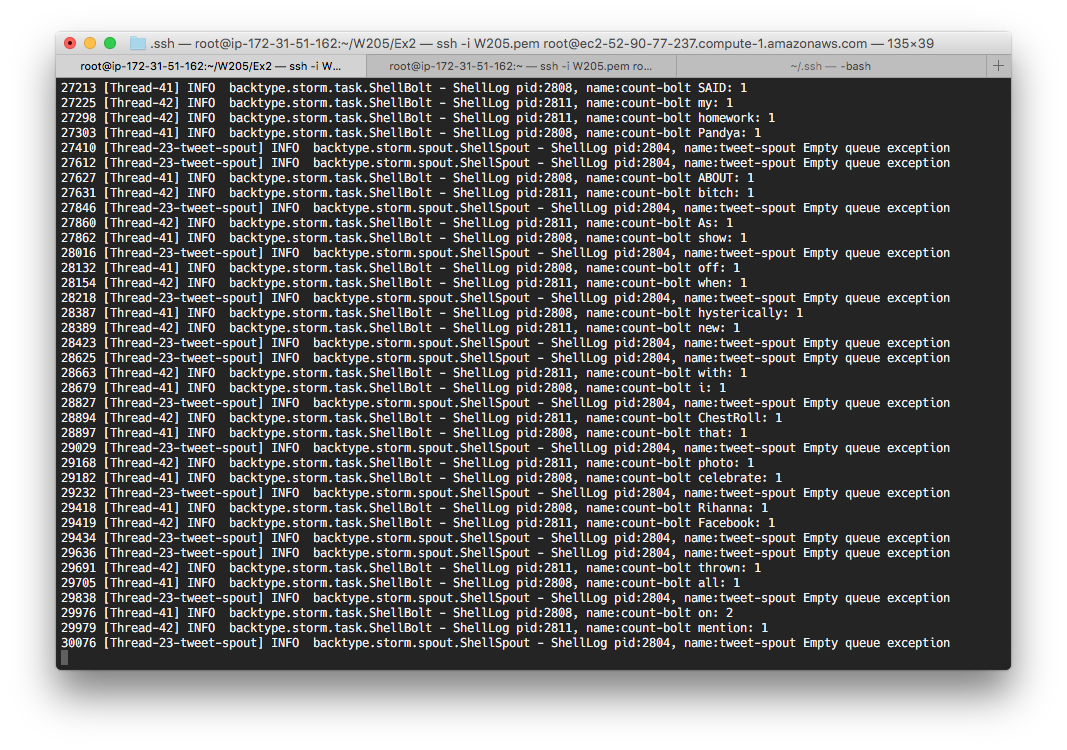 .ssh — root@ip-172-31-51-162:~/W205/Ex2 — ssh -i W205.pem root@ec2-52-90-77-237.compute-1.amazonaws.com — 135×39
root@ip-172-31-51-162:~/W205/Ex2 — ssh -i W... root@ip-172-31-51-162:~ — ssh -i W205.pem ro... ~/.ssh — -bash +
27213 [Thread-41] INFO  backtype.storm.task.ShellBolt - ShellLog pid:2808, name:count-bolt SAID: 1
27225 [Thread-42] INFO  backtype.storm.task.ShellBolt - ShellLog pid:2811, name:count-bolt my: 1
27298 [Thread-42] INFO  backtype.storm.task.ShellBolt - ShellLog pid:2811, name:count-bolt homework: 1
27303 [Thread-41] INFO  backtype.storm.task.ShellBolt - ShellLog pid:2808, name:count-bolt Pandya: 1
27410 [Thread-23-tweet-spout] INFO  backtype.storm.spout.ShellSpout - ShellLog pid:2804, name:tweet-spout Empty queue exception
27612 [Thread-23-tweet-spout] INFO  backtype.storm.spout.ShellSpout - ShellLog pid:2804, name:tweet-spout Empty queue exception
27627 [Thread-41] INFO  backtype.storm.task.ShellBolt - ShellLog pid:2808, name:count-bolt ABOUT: 1
27631 [Thread-42] INFO  backtype.storm.task.ShellBolt - ShellLog pid:2811, name:count-bolt bitch: 1
27846 [Thread-23-tweet-spout] INFO  backtype.storm.spout.ShellSpout - ShellLog pid:2804, name:tweet-spout Empty queue exception
27860 [Thread-42] INFO  backtype.storm.task.ShellBolt - ShellLog pid:2811, name:count-bolt As: 1
27862 [Thread-41] INFO  backtype.storm.task.ShellBolt - ShellLog pid:2808, name:count-bolt show: 1
28016 [Thread-23-tweet-spout] INFO  backtype.storm.spout.ShellSpout - ShellLog pid:2804, name:tweet-spout Empty queue exception
28132 [Thread-41] INFO  backtype.storm.task.ShellBolt - ShellLog pid:2808, name:count-bolt off: 1
28154 [Thread-42] INFO  backtype.storm.task.ShellBolt - ShellLog pid:2811, name:count-bolt when: 1
28218 [Thread-23-tweet-spout] INFO  backtype.storm.spout.ShellSpout - ShellLog pid:2804, name:tweet-spout Empty queue exception
28387 [Thread-41] INFO  backtype.storm.task.ShellBolt - ShellLog pid:2808, name:count-bolt hysterically: 1
28389 [Thread-42] INFO  backtype.storm.task.ShellBolt - ShellLog pid:2811, name:count-bolt new: 1
28423 [Thread-23-tweet-spout] INFO  backtype.storm.spout.ShellSpout - ShellLog pid:2804, name:tweet-spout Empty queue exception
28625 [Thread-23-tweet-spout] INFO  backtype.storm.spout.ShellSpout - ShellLog pid:2804, name:tweet-spout Empty queue exception
28663 [Thread-42] INFO  backtype.storm.task.ShellBolt - ShellLog pid:2811, name:count-bolt with: 1
28679 [Thread-41] INFO  backtype.storm.task.ShellBolt - ShellLog pid:2808, name:count-bolt i: 1
28827 [Thread-23-tweet-spout] INFO  backtype.storm.spout.ShellSpout - ShellLog pid:2804, name:tweet-spout Empty queue exception
28894 [Thread-42] INFO  backtype.storm.task.ShellBolt - ShellLog pid:2811, name:count-bolt ChestRoll: 1
28897 [Thread-41] INFO  backtype.storm.task.ShellBolt - ShellLog pid:2808, name:count-bolt that: 1
29029 [Thread-23-tweet-spout] INFO  backtype.storm.spout.ShellSpout - ShellLog pid:2804, name:tweet-spout Empty queue exception
29168 [Thread-42] INFO  backtype.storm.task.ShellBolt - ShellLog pid:2811, name:count-bolt photo: 1
29182 [Thread-41] INFO  backtype.storm.task.ShellBolt - ShellLog pid:2808, name:count-bolt celebrate: 1
29232 [Thread-23-tweet-spout] INFO  backtype.storm.spout.ShellSpout - ShellLog pid:2804, name:tweet-spout Empty queue exception
29418 [Thread-41] INFO  backtype.storm.task.ShellBolt - ShellLog pid:2808, name:count-bolt Rihanna: 1
29419 [Thread-42] INFO  backtype.storm.task.ShellBolt - ShellLog pid:2811, name:count-bolt Facebook: 1
29434 [Thread-23-tweet-spout] INFO  backtype.storm.spout.ShellSpout - ShellLog pid:2804, name:tweet-spout Empty queue exception
29636 [Thread-23-tweet-spout] INFO  backtype.storm.spout.ShellSpout - ShellLog pid:2804, name:tweet-spout Empty queue exception
29691 [Thread-42] INFO  backtype.storm.task.ShellBolt - ShellLog pid:2811, name:count-bolt thrown: 1
29705 [Thread-41] INFO  backtype.storm.task.ShellBolt - ShellLog pid:2808, name:count-bolt all: 1
29838 [Thread-23-tweet-spout] INFO  backtype.storm.spout.ShellSpout - ShellLog pid:2804, name:tweet-spout Empty queue exception
29976 [Thread-41] INFO  backtype.storm.task.ShellBolt - ShellLog pid:2808, name:count-bolt on: 2
29979 [Thread-42] INFO  backtype.storm.task.ShellBolt - ShellLog pid:2811, name:count-bolt mention: 1
30076 [Thread-23-tweet-spout] INFO  backtype.storm.spout.ShellSpout - ShellLog pid:2804, name:tweet-spout Empty queue exception